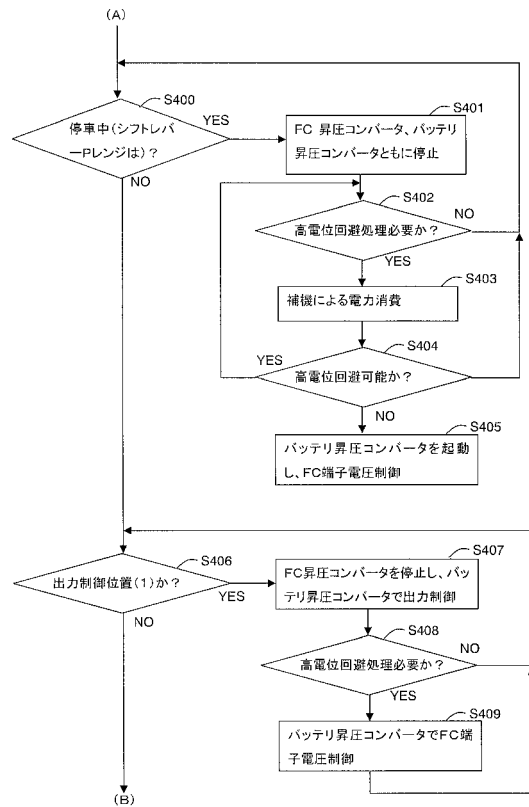 (A)
S400
停車中(シフトレバ
ーPレンジは)?
YES
NO
S401
FC 昇圧コンバータ、バッテリ
昇圧コンバータともに停止
S402
高電位回避処理必要か?
NO
YES
S403
補機による電力消費
S404
YES
高電位回避可能か?
NO
S405
バッテリ昇圧コンバータを起動
し、FC端子電圧制御
S406
出力制御位置(1)か?
YES
NO
S407
FC昇圧コンバータを停止し、バッ
テリ昇圧コンバータで出力制御
S408
高電位回避処理必要か?
NO
YES
S409
バッテリ昇圧コンバータでFC端
子電圧制御
(B)